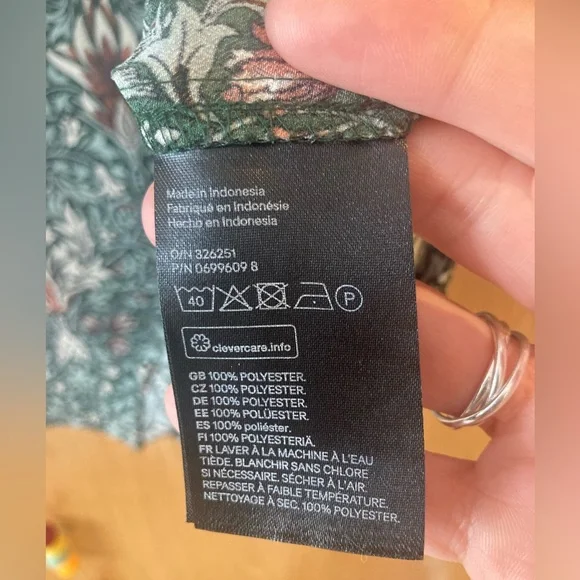 Made in Indonesia
Fabriqué en Indonésie
Hecho en Indonesia
O/N 326251
P/N 0699609 8
40 P
clevercare.info
GB 100% POLYESTER.
CZ 100% POLYESTER.
DE 100% POLYESTER.
EE 100% POLÜESTER.
ES 100% poliéster.
FI 100% POLYESTERIÄ.
FR LAVER À LA MACHINE À L'EAU
TIÈDE. BLANCHIR SANS CHLORE
SI NÉCESSAIRE. SÉCHER À L'AIR
REPASSER À FAIBLE TEMPÉRATURE.
NETTOYAGE À SEC, 100% POLYESTER.